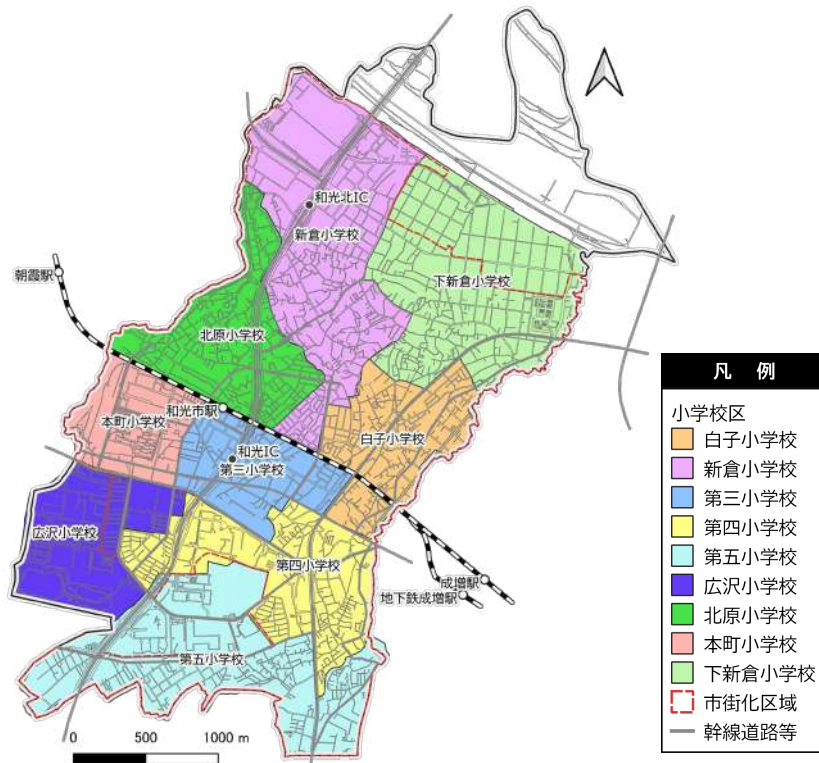 和光北IC
新倉小学校
朝霞駅
下新倉小学校
北原小学校
和光市駅
本町小学校
白子小学校
和光IC
第三小学校
広沢小学校
第四小学校
成増駅
地下鉄成増駅
第五小学校
0 500 1000 m
凡 例
小学校区
白子小学校
新倉小学校
第三小学校
第四小学校
第五小学校
広沢小学校
北原小学校
本町小学校
下新倉小学校
市街化区域
幹線道路等